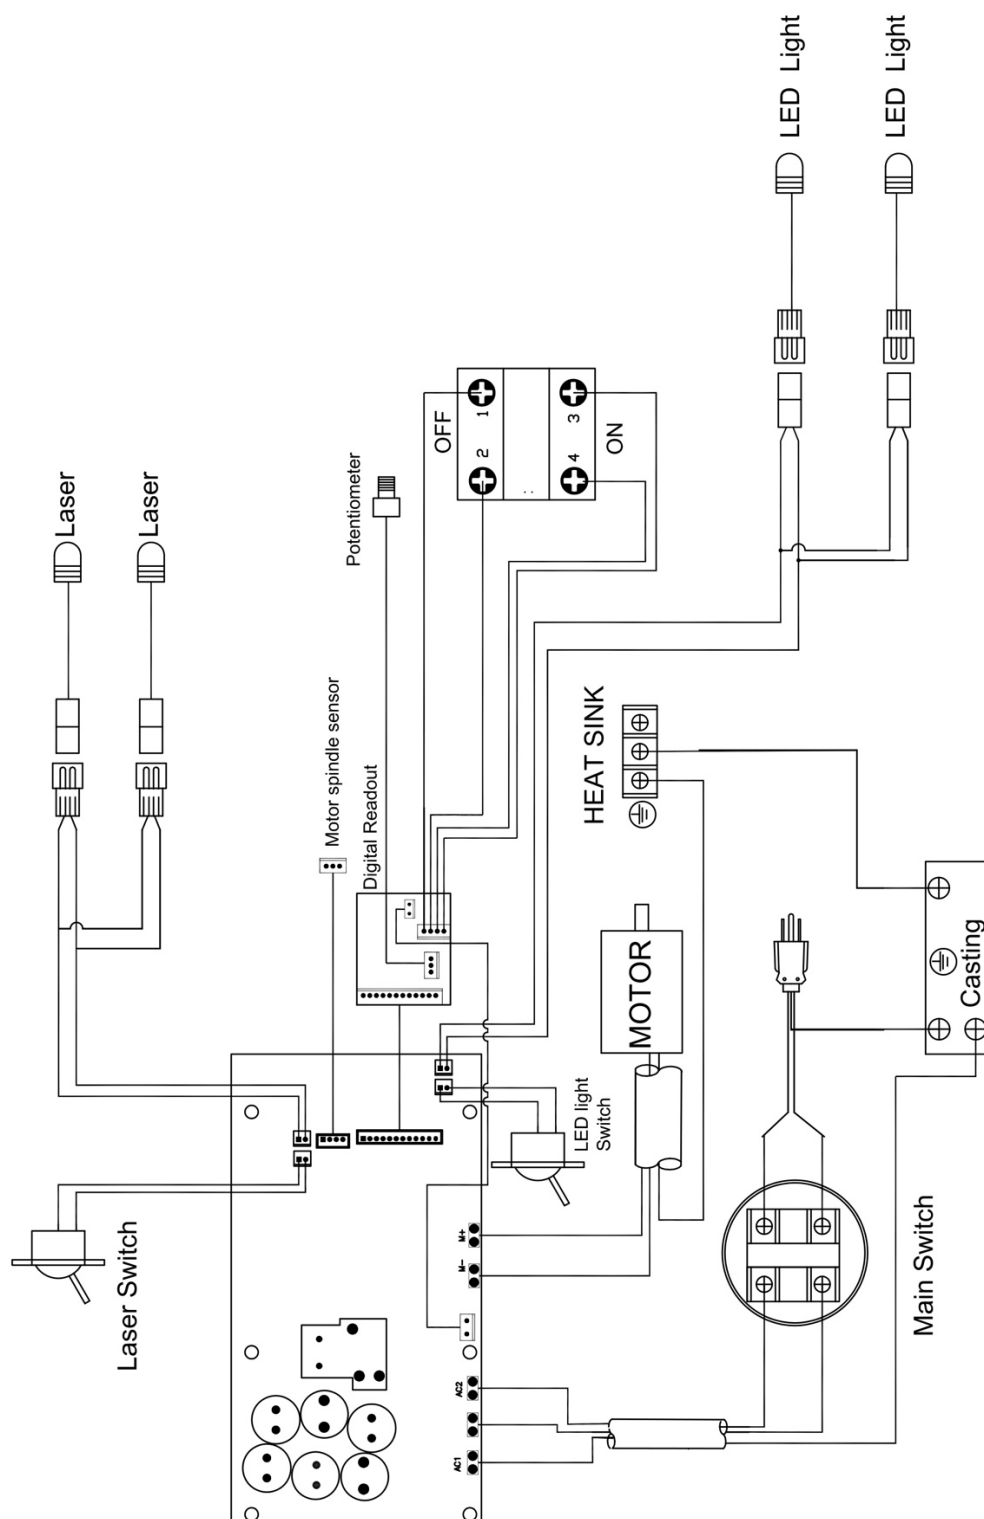 LED Light
LED Light
Laser
Laser
Potentiometer
OFF
1
2
3
4
ON
Motor spindle sensor
Digital Readout
HEAT SINK
MOTOR
Casting
LED light
Switch
Laser Switch
M+
M-
Main Switch
AC2
AC1